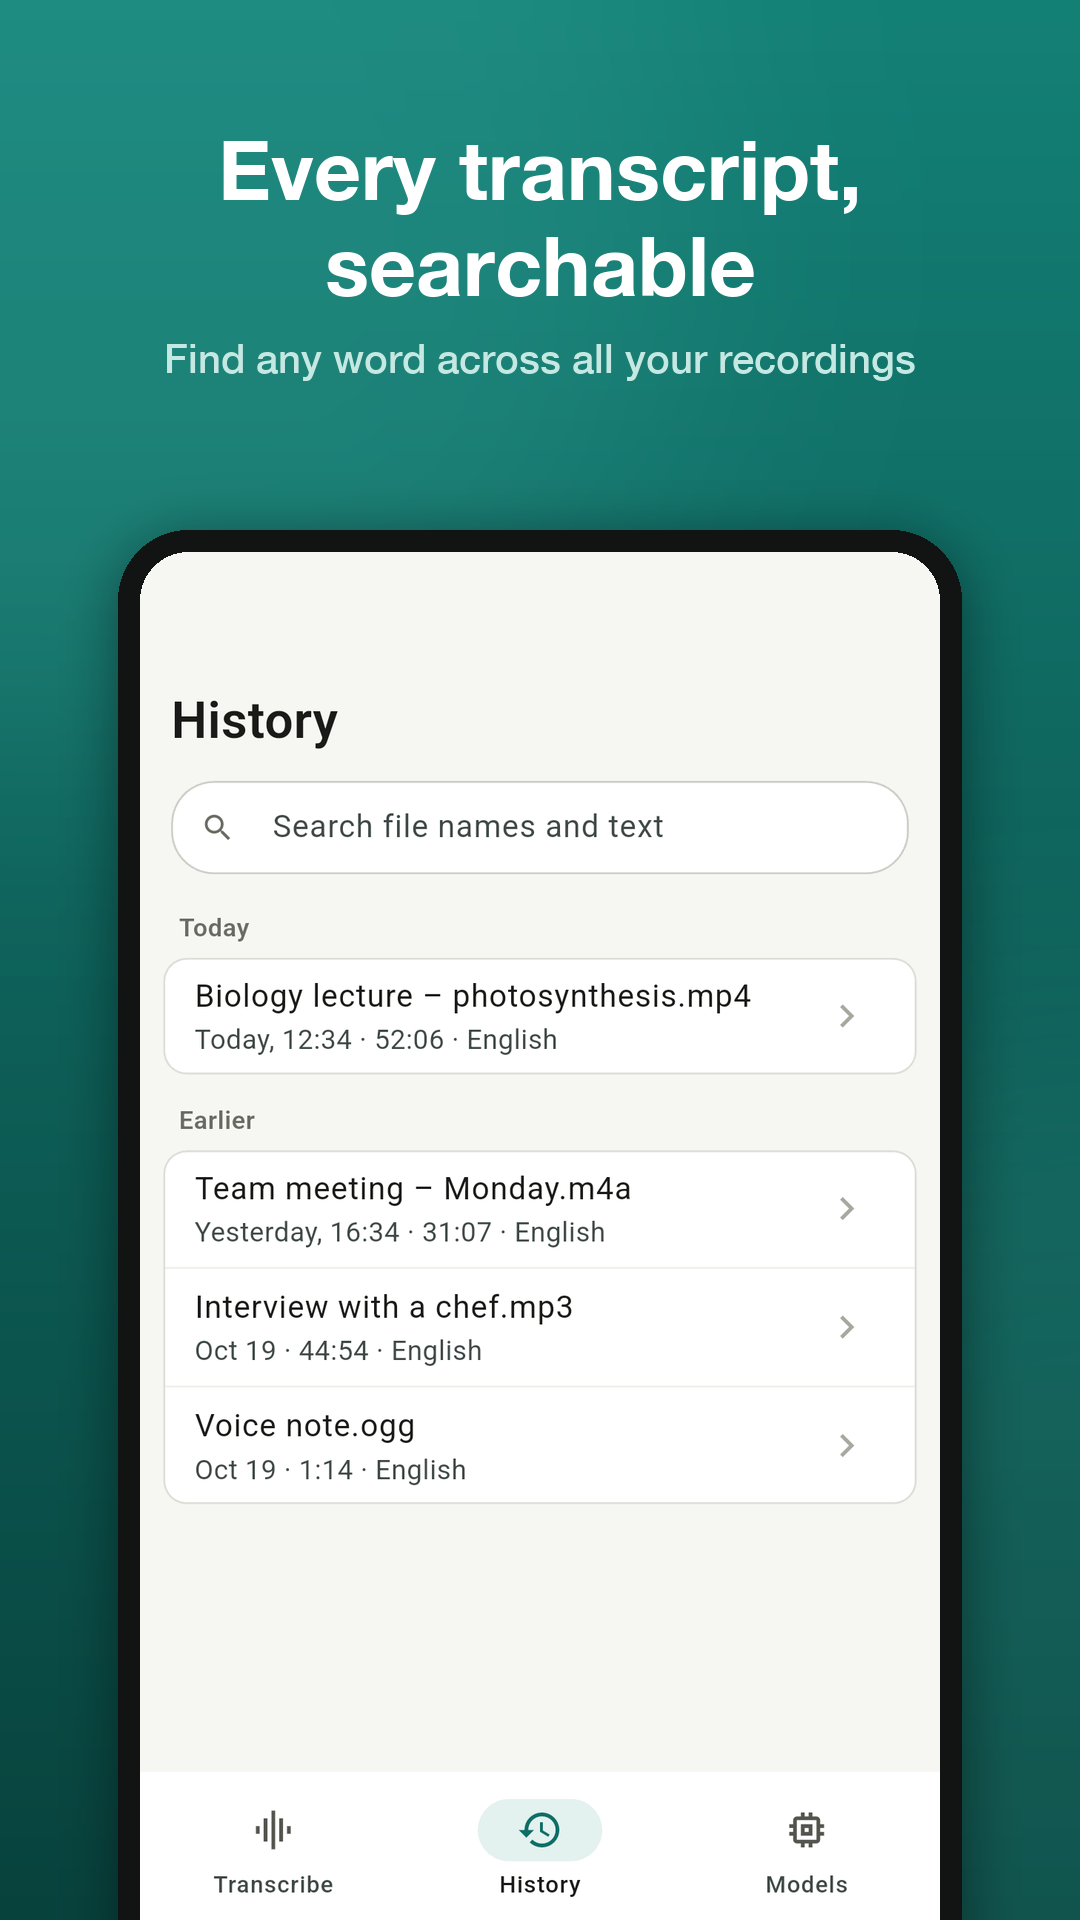 Every transcript,
searchable
Find any word across all your recordings
History
Search file names and text
Today
Biology lecture – photosynthesis.mp4
Today, 12:34 · 52:06 · English
Earlier
Team meeting – Monday.m4a
Yesterday, 16:34 · 31:07 · English
Interview with a chef.mp3
Oct 19 · 44:54 · English
Voice note.ogg
Oct 19 · 1:14 · English
Transcribe
History
Models